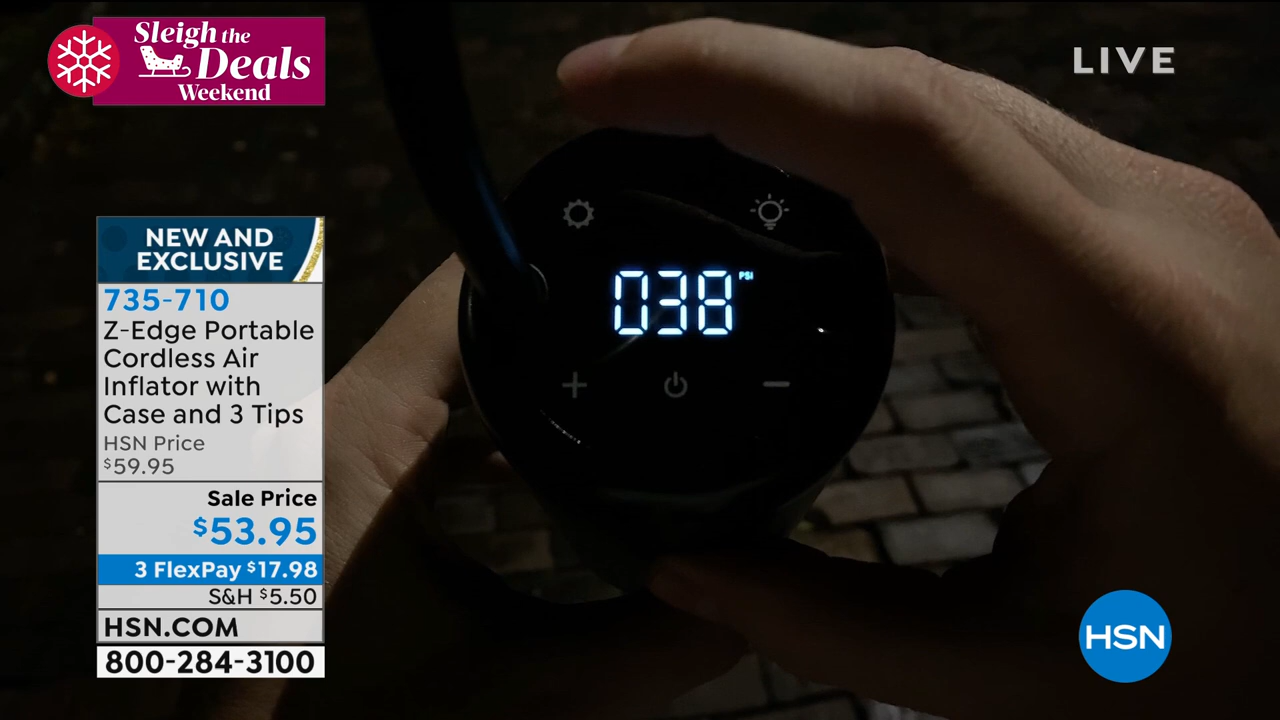 Sleigh the
Deals
Weekend
LIVE
NEW AND
EXCLUSIVE
735-710
Z-Edge Portable
Cordless Air
Inflator with
Case and 3 Tips
HSN Price
$59.95
Sale Price
$53.95
3 FlexPay $17.98
S&H $5.50
HSN.COM
800-284-3100
038 PSI
HSN